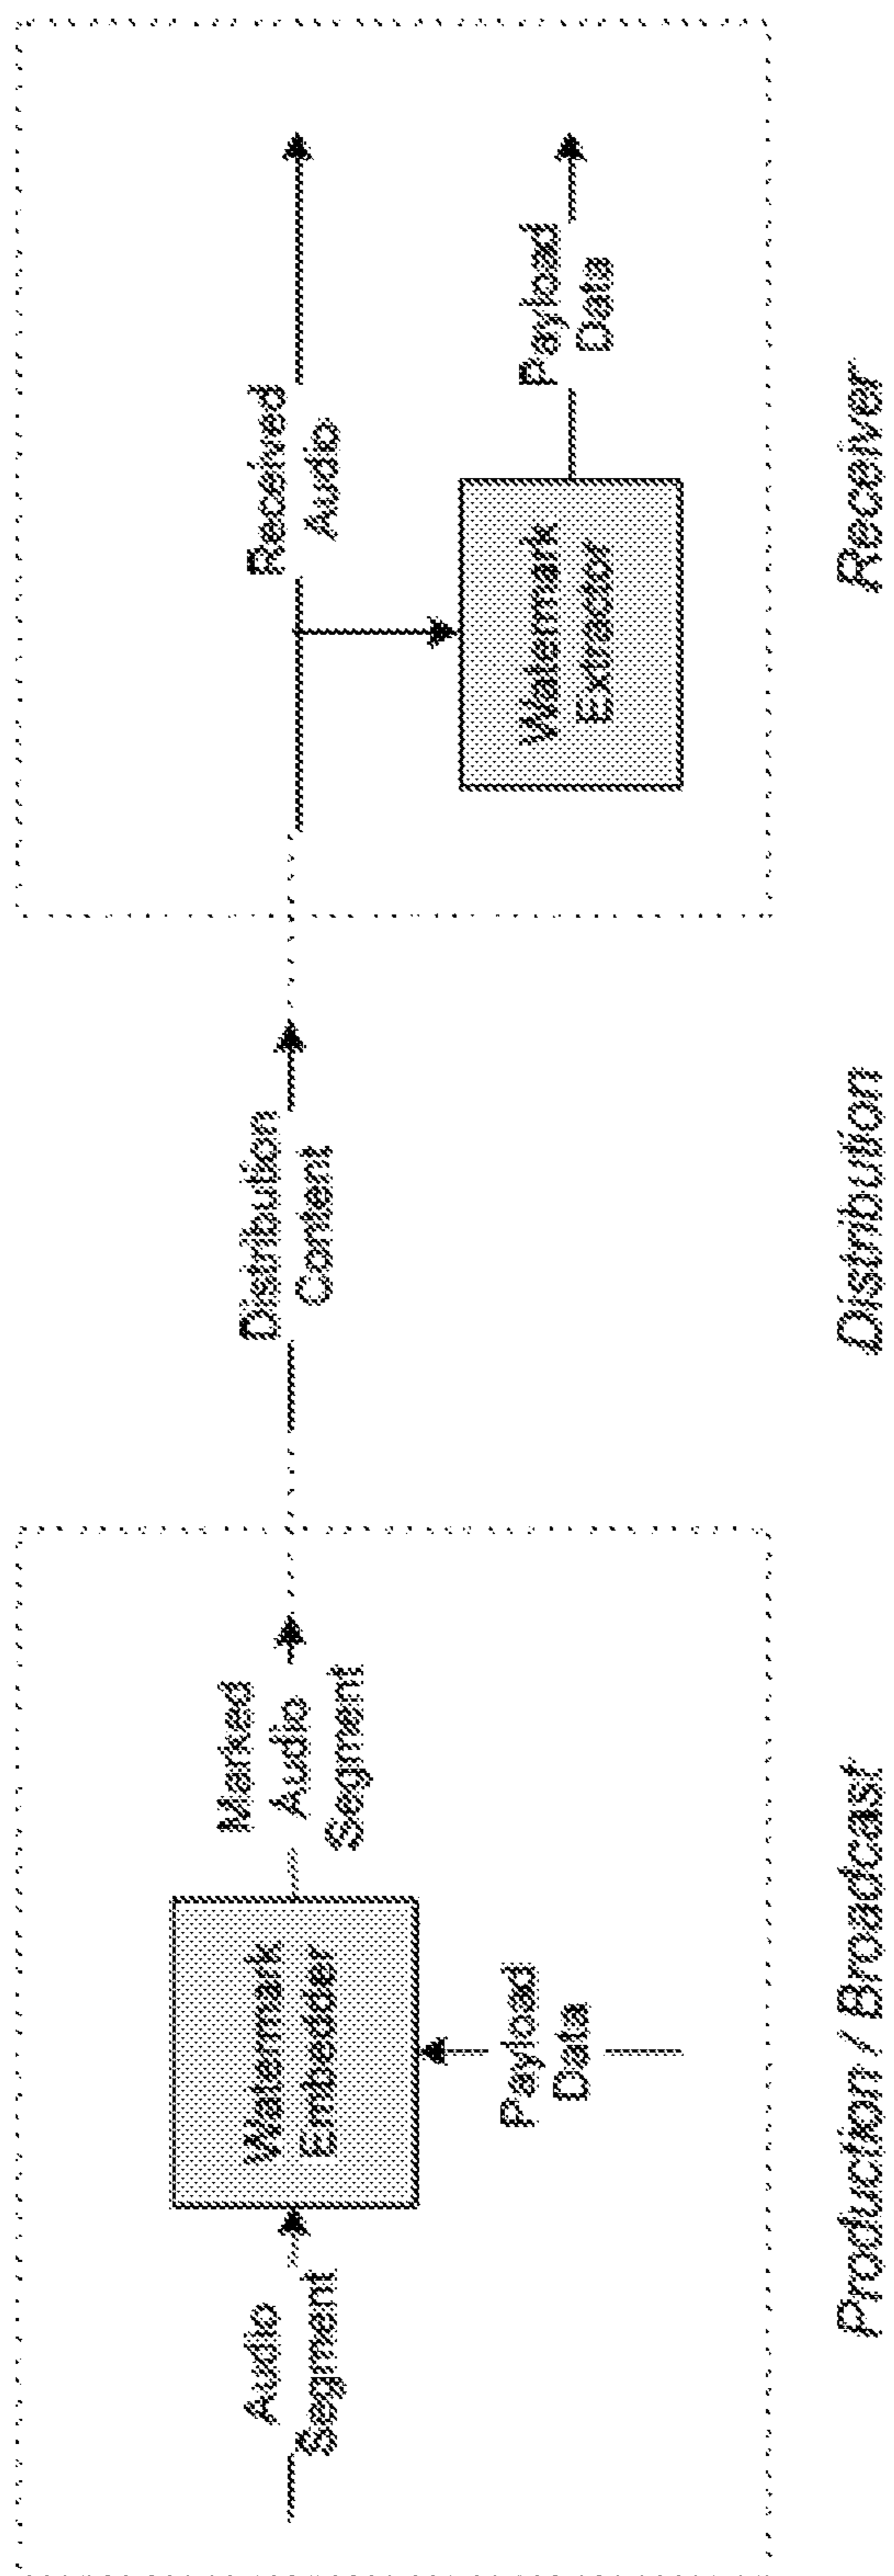 Audio
Segment
Watermark
Embedder
Payload
Data
Marked
Audio
Segment
Distribution
Content
Received
Audio
Watermark
Extractor
Payload
Data
Production / Broadcast
Distribution
Receiver